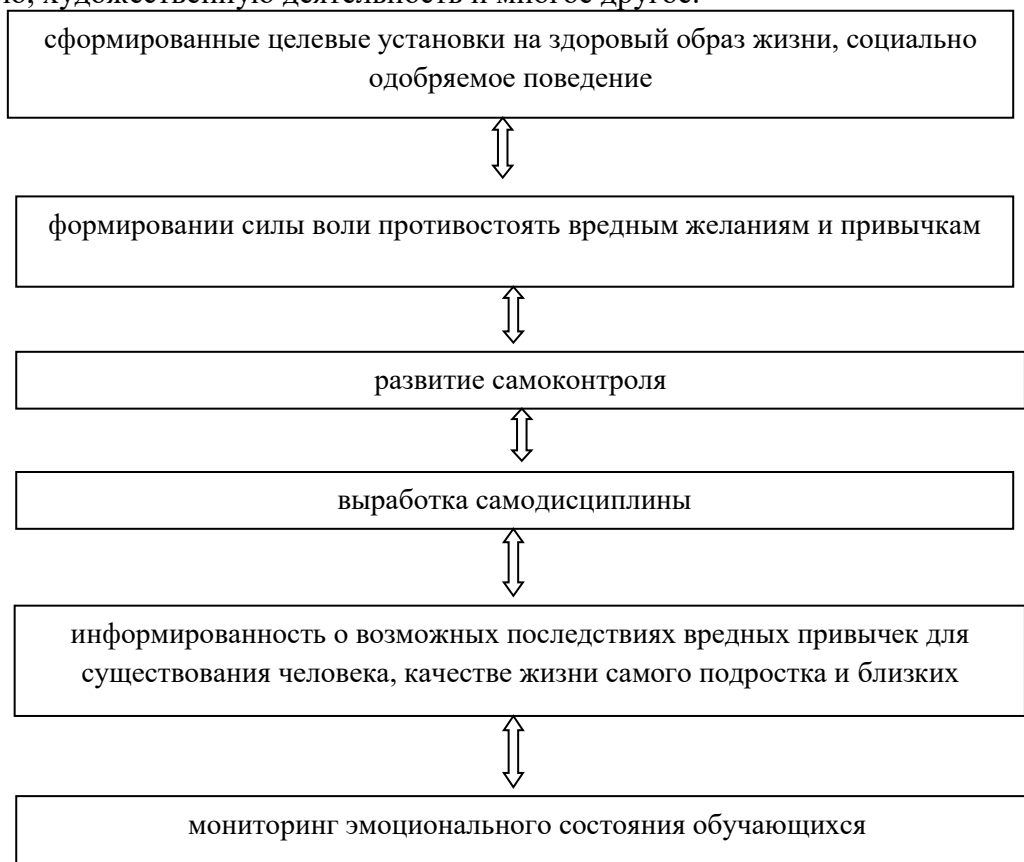 художественную деятельность и многое другое.
сформированные целевые установки на здоровый образ жизни, социально
одобряемое поведение
формировании силы воли противостоять вредным желаниям и привычкам
развитие самоконтроля
выработка самодисциплины
информированность о возможных последствиях вредных привычек для
существования человека, качестве жизни самого подростка и близких
мониторинг эмоционального состояния обучающихся